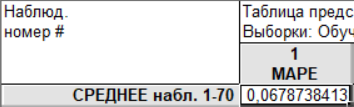 Наблюд.
номер #
Таблица предс
Выборки: Обуч
1
MAPE
СРЕДНЕЕ набл. 1-70
0,0678738413